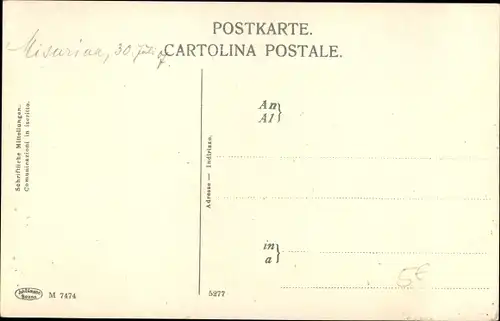 POSTKARTE.
CARTOLINA POSTALE.
Misurina, 30. Juli 07.
Schriftliche Mitteilungen.
Comunicazioni in iscritto.
Adresse — Indirizzo.
An
Al
in
a
5€
M 7474
5277